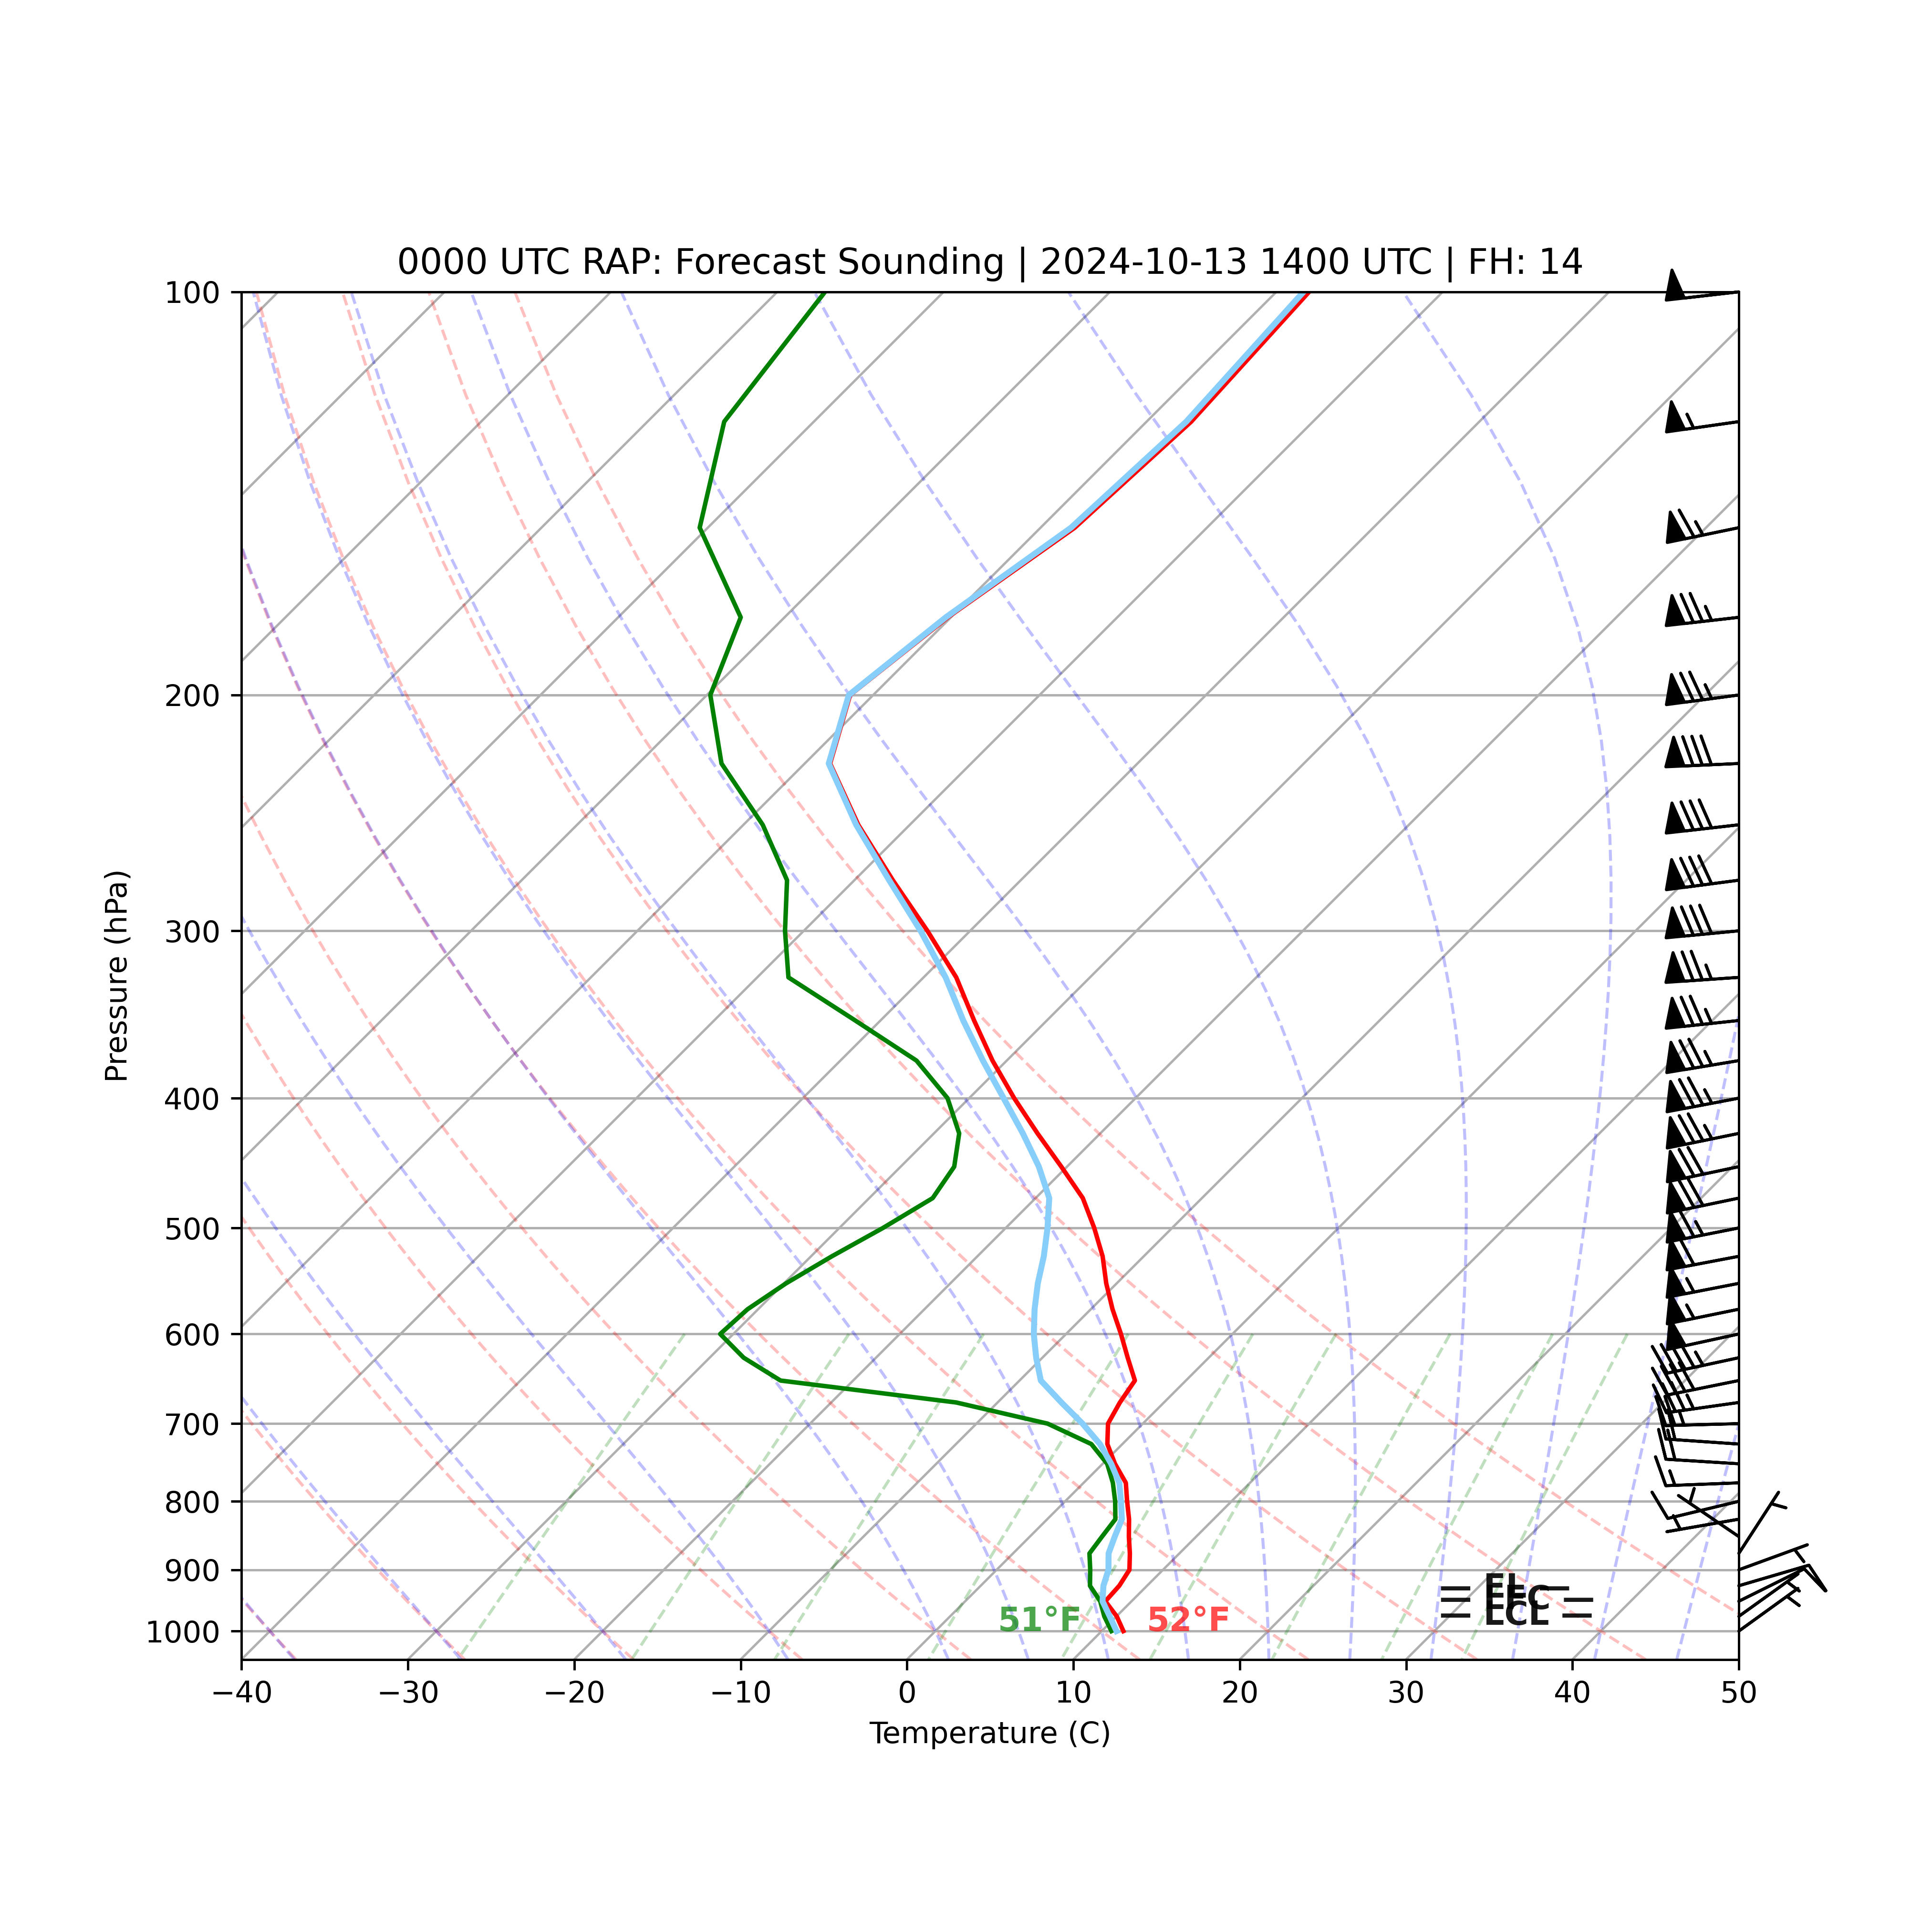 0000 UTC RAP: Forecast Sounding | 2024-10-13 1400 UTC | FH: 14
100
200
300
400
500
600
700
800
900
1000
Pressure (hPa)
EL
LCL
51°F
52°F
−40
−30
−20
−10
0
10
20
30
40
50
Temperature (C)